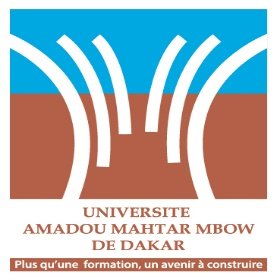 UNIVERSITE
AMADOU MAHTAR MBOW
DE DAKAR
Plus qu'une formation, un avenir à construire